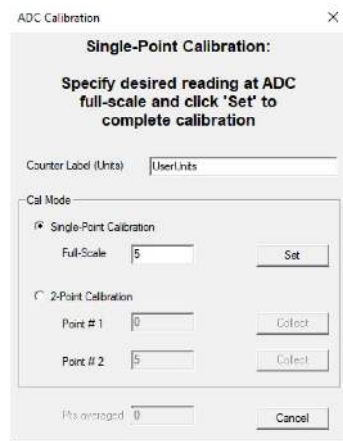 ADC Calibration
Single-Point Calibration:
Specify desired reading at ADC
full-scale and click 'Set' to
complete calibration
Counter Label (Units) UserUnits
Cal Mode
Single-Point Calibration
Full-Scale 5 Set
2-Point Calibration
Point # 1 0 Collect
Point # 2 5 Collect
Pts averaged 0 Cancel